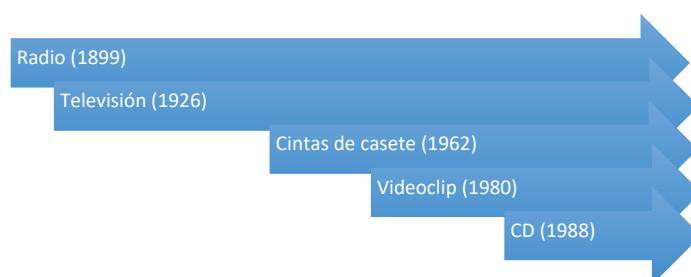 Radio (1899)
Televisión (1926)
Cintas de casete (1962)
Videoclip (1980)
CD (1988)